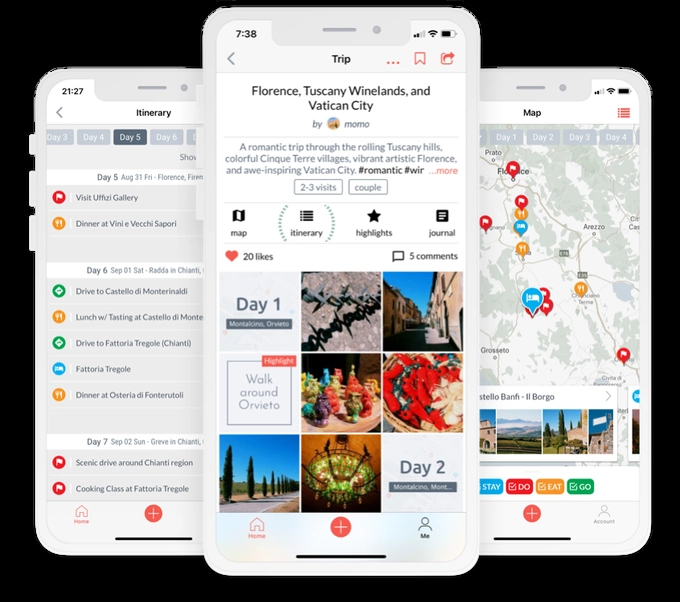 21:27
Itinerary
Day 3
Day 4
Day 5
Day 6
Show
Day 5 Aug 31 Fri - Florence, Firen
Visit Uffizi Gallery
Dinner at Vini e Vecchi Sapori
Day 6 Sep 01 Sat - Radda in Chianti,
Drive to Castello di Monterinaldi
Lunch w/ Tasting at Castello di Monte
Drive to Fattoria Tregole (Chianti)
Fattoria Tregole
Dinner at Osteria di Fonterutoli
Day 7 Sep 02 Sun - Greve in Chianti,
Scenic drive around Chianti region
Cooking Class at Fattoria Tregole
Home
7:38
Trip
Florence, Tuscany Winelands, and
Vatican City
by momo
A romantic trip through the rolling Tuscany hills,
colorful Cinque Terre villages, vibrant artistic Florence,
and awe-inspiring Vatican City. #romantic #wir ...more
2-3 visits
couple
map
itinerary
highlights
journal
20 likes
5 comments
Day 1
Montalcino, Orvieto
Highlight
Walk
around
Orvieto
Day 2
Montalcino, Mont...
Home
Me
Map
Day 1
Day 2
Day 3
Day 4
Prato
Arezzo
Grosseto
Civita di
stello Banfi - Il Borgo
STAY
DO
EAT
GO
Account